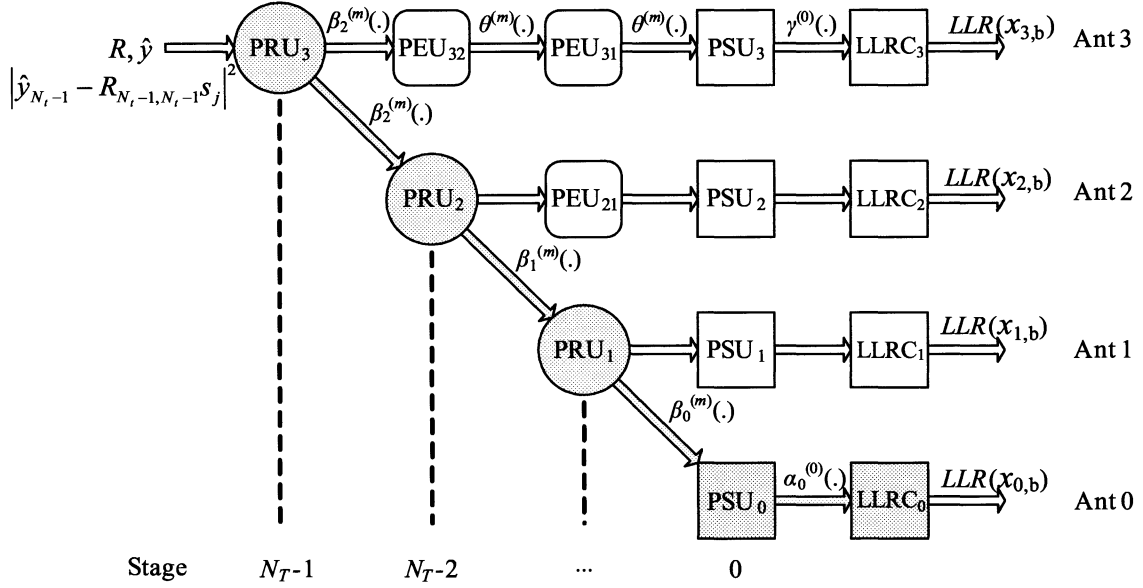 R, ŷ
|ŷ_{N_t-1} − R_{N_t-1,N_t-1}s_j|²
PRU₃
β₂⁽ᵐ⁾(.)
PEU₃₂
θ⁽ᵐ⁾(.)
PEU₃₁
θ⁽ᵐ⁾(.)
PSU₃
γ⁽⁰⁾(.)
LLRC₃
LLR(x_{3,b})
Ant 3
β₂⁽ᵐ⁾(.)
PRU₂
PEU₂₁
PSU₂
LLRC₂
LLR(x_{2,b})
Ant 2
β₁⁽ᵐ⁾(.)
PRU₁
PSU₁
LLRC₁
LLR(x_{1,b})
Ant 1
β₀⁽ᵐ⁾(.)
PSU₀
α₀⁽⁰⁾(.)
LLRC₀
LLR(x_{0,b})
Ant 0
Stage
N_T-1
N_T-2
...
0